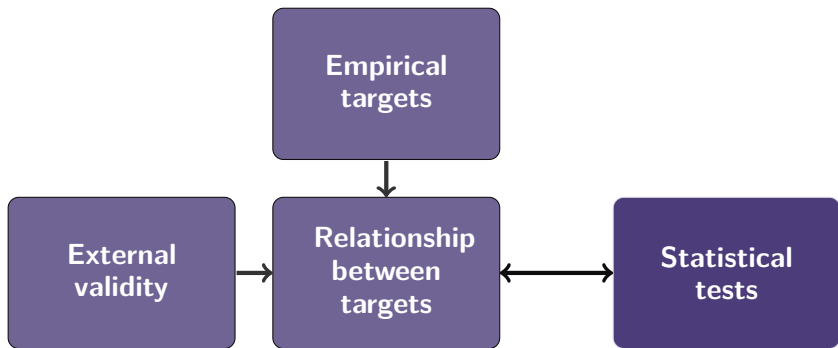 Empirical
targets
External
validity
Relationship
between
targets
Statistical
tests